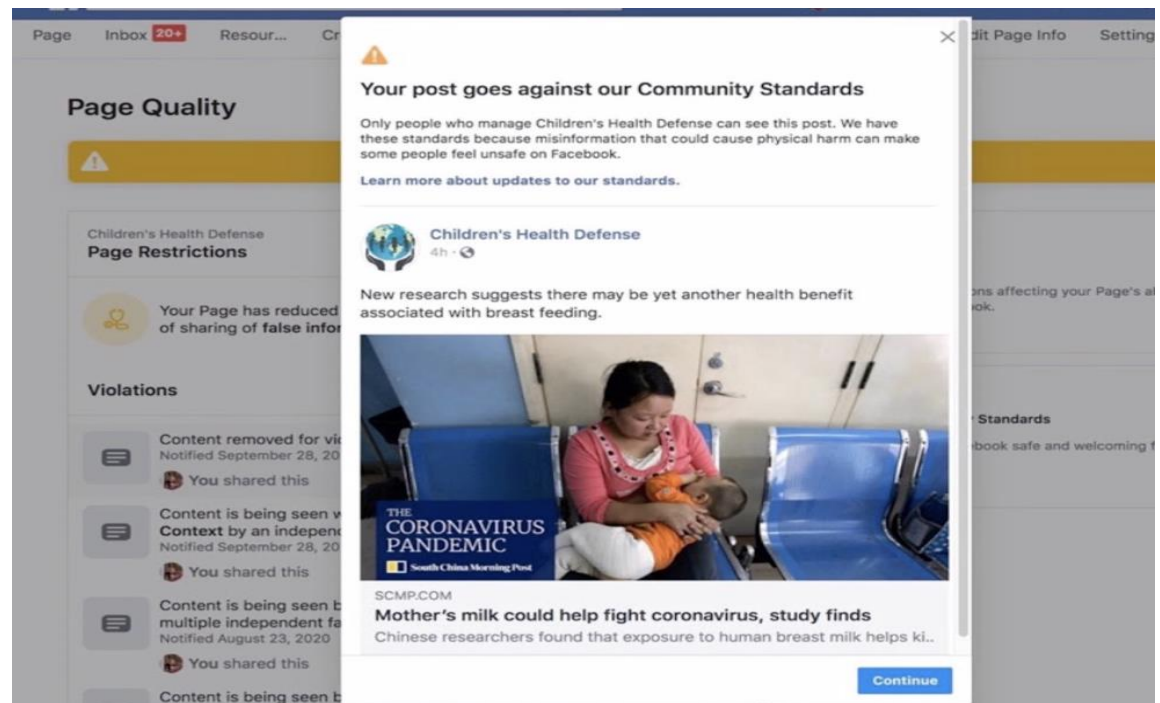 Page Inbox 20+ Resour... Cr
dit Page Info Setting
Page Quality
Children's Health Defense
Page Restrictions
Your Page has reduced
of sharing of false infor
Violations
Content removed for vio
Notified September 28, 20
You shared this
Content is being seen w
Context by an independ
Notified September 28, 20
You shared this
Content is being seen b
multiple independent fa
Notified August 23, 2020
You shared this
Content is being seen b
Your post goes against our Community Standards
Only people who manage Children's Health Defense can see this post. We have
these standards because misinformation that could cause physical harm can make
some people feel unsafe on Facebook.
Learn more about updates to our standards.
Children's Health Defense
4h ·
New research suggests there may be yet another health benefit
associated with breast feeding.
THE
CORONAVIRUS
PANDEMIC
South China Morning Post
SCMP.COM
Mother's milk could help fight coronavirus, study finds
Chinese researchers found that exposure to human breast milk helps ki..
Continue
ons affecting your Page's al
ok.
Standards
book safe and welcoming f